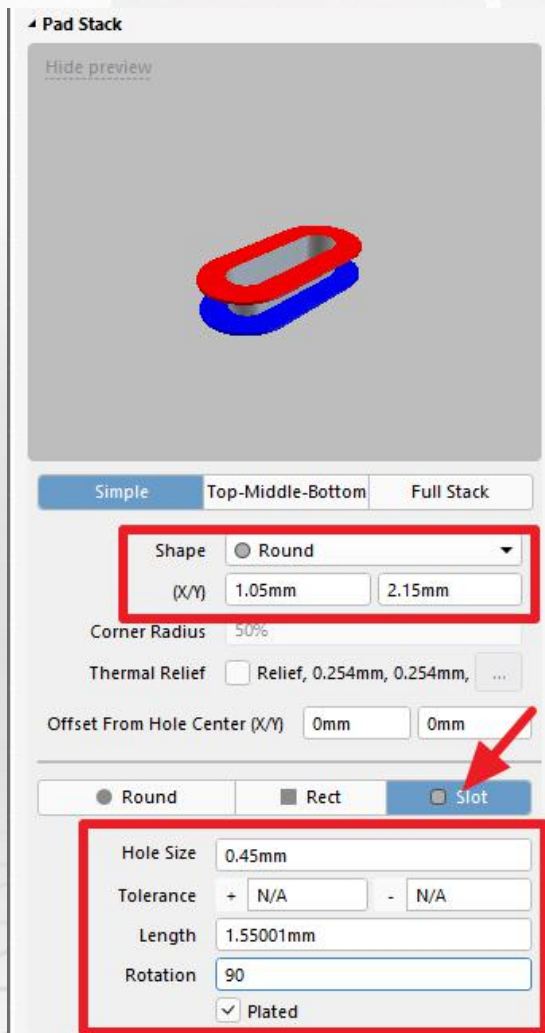 Pad Stack
Hide preview
Simple Top-Middle-Bottom Full Stack
Shape Round
(X/Y) 1.05mm 2.15mm
Corner Radius 50%
Thermal Relief Relief, 0.254mm, 0.254mm, ...
Offset From Hole Center (X/Y) 0mm 0mm
Round Rect Slot
Hole Size 0.45mm
Tolerance + N/A - N/A
Length 1.55001mm
Rotation 90
Plated